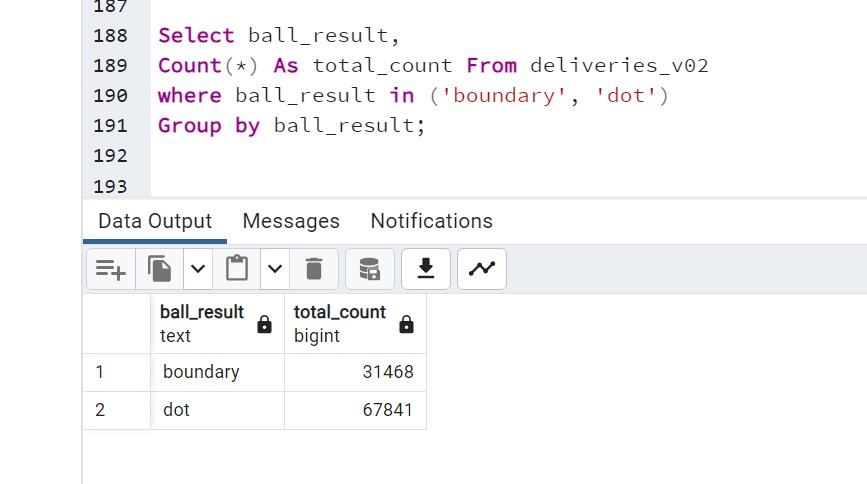 187
188 Select ball_result,
189 Count(*) As total_count From deliveries_v02
190 where ball_result in ('boundary', 'dot')
191 Group by ball_result;
192
193
Data Output Messages Notifications
ball_result total_count
text bigint
1 boundary 31468
2 dot 67841